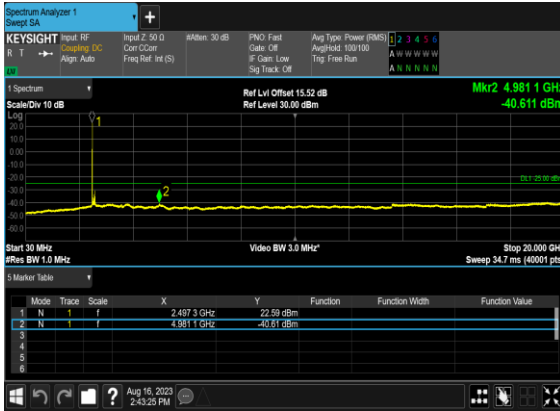 Spectrum Analyzer 1
Swept SA
+
KEYSIGHT Input: RF Input Z: 50 Ω #Atten: 30 dB PNO: Fast Avg Type: Power (RMS) 1 2 3 4 5 6
R T Coupling: DC Corr CCorr Gate: Off Avg|Hold: 100/100 A W W W W W
Align: Auto Freq Ref: Int (S) IF Gain: Low Trig: Free Run
Sig Track: Off A N N N N N
1 Spectrum
Scale/Div 10 dB
Ref Lvl Offset 15.52 dB
Ref Level 30.00 dBm
Mkr2 4.981 1 GHz
-40.611 dBm
Log
20.0
10.0
0.00
-10.0
-20.0
-30.0
-40.0
-50.0
-60.0
1
2
DL1 -25.00 dBm
Start 30 MHz Video BW 3.0 MHz* Stop 20.000 GHz
#Res BW 1.0 MHz Sweep 34.7 ms (40001 pts)
5 Marker Table
Mode Trace Scale X Y Function Function Width Function Value
1 N 1 f 2.497 3 GHz 22.59 dBm
2 N 1 f 4.981 1 GHz -40.61 dBm
3
4
5
6
?
Aug 16, 2023
2:43:25 PM